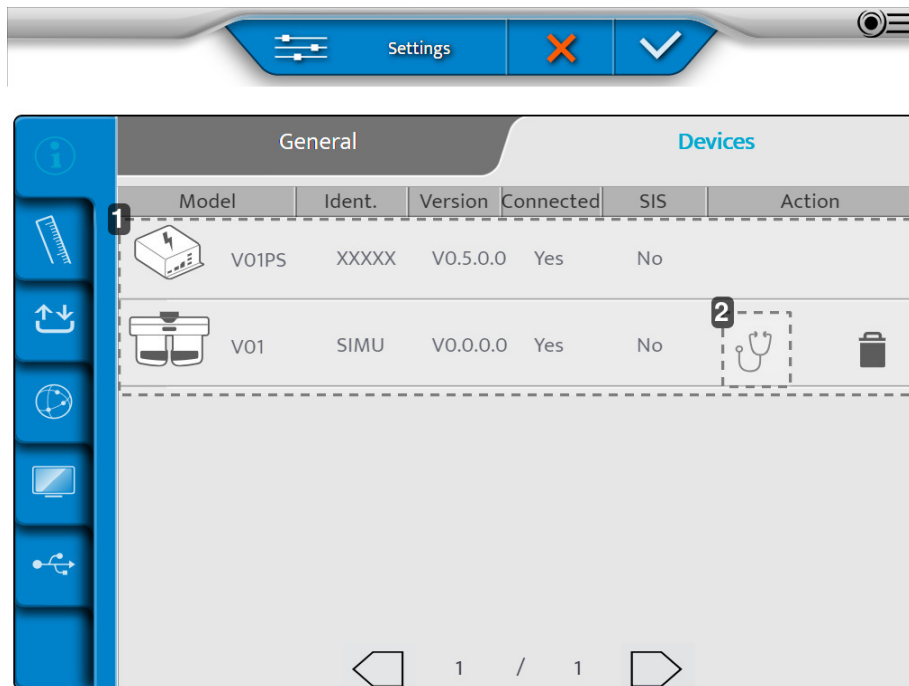 Settings
General Devices
Model Ident. Version Connected SIS Action
1
V01PS XXXXX V0.5.0.0 Yes No
2
V01 SIMU V0.0.0.0 Yes No
1 / 1